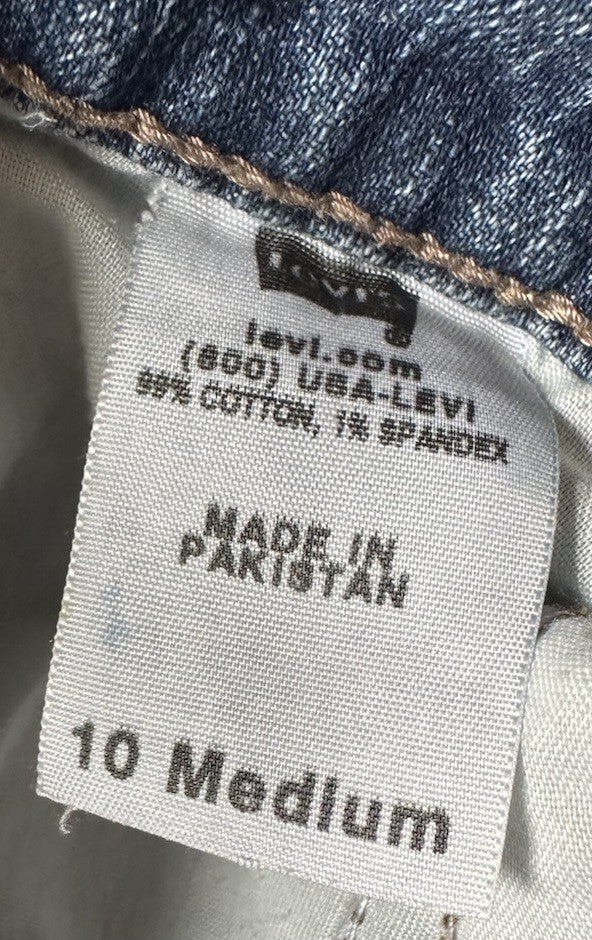 Levi's
®
levi.com
(800) USA-LEVI
99% COTTON, 1% SPANDEX
MADE IN
PAKISTAN
10 Medium